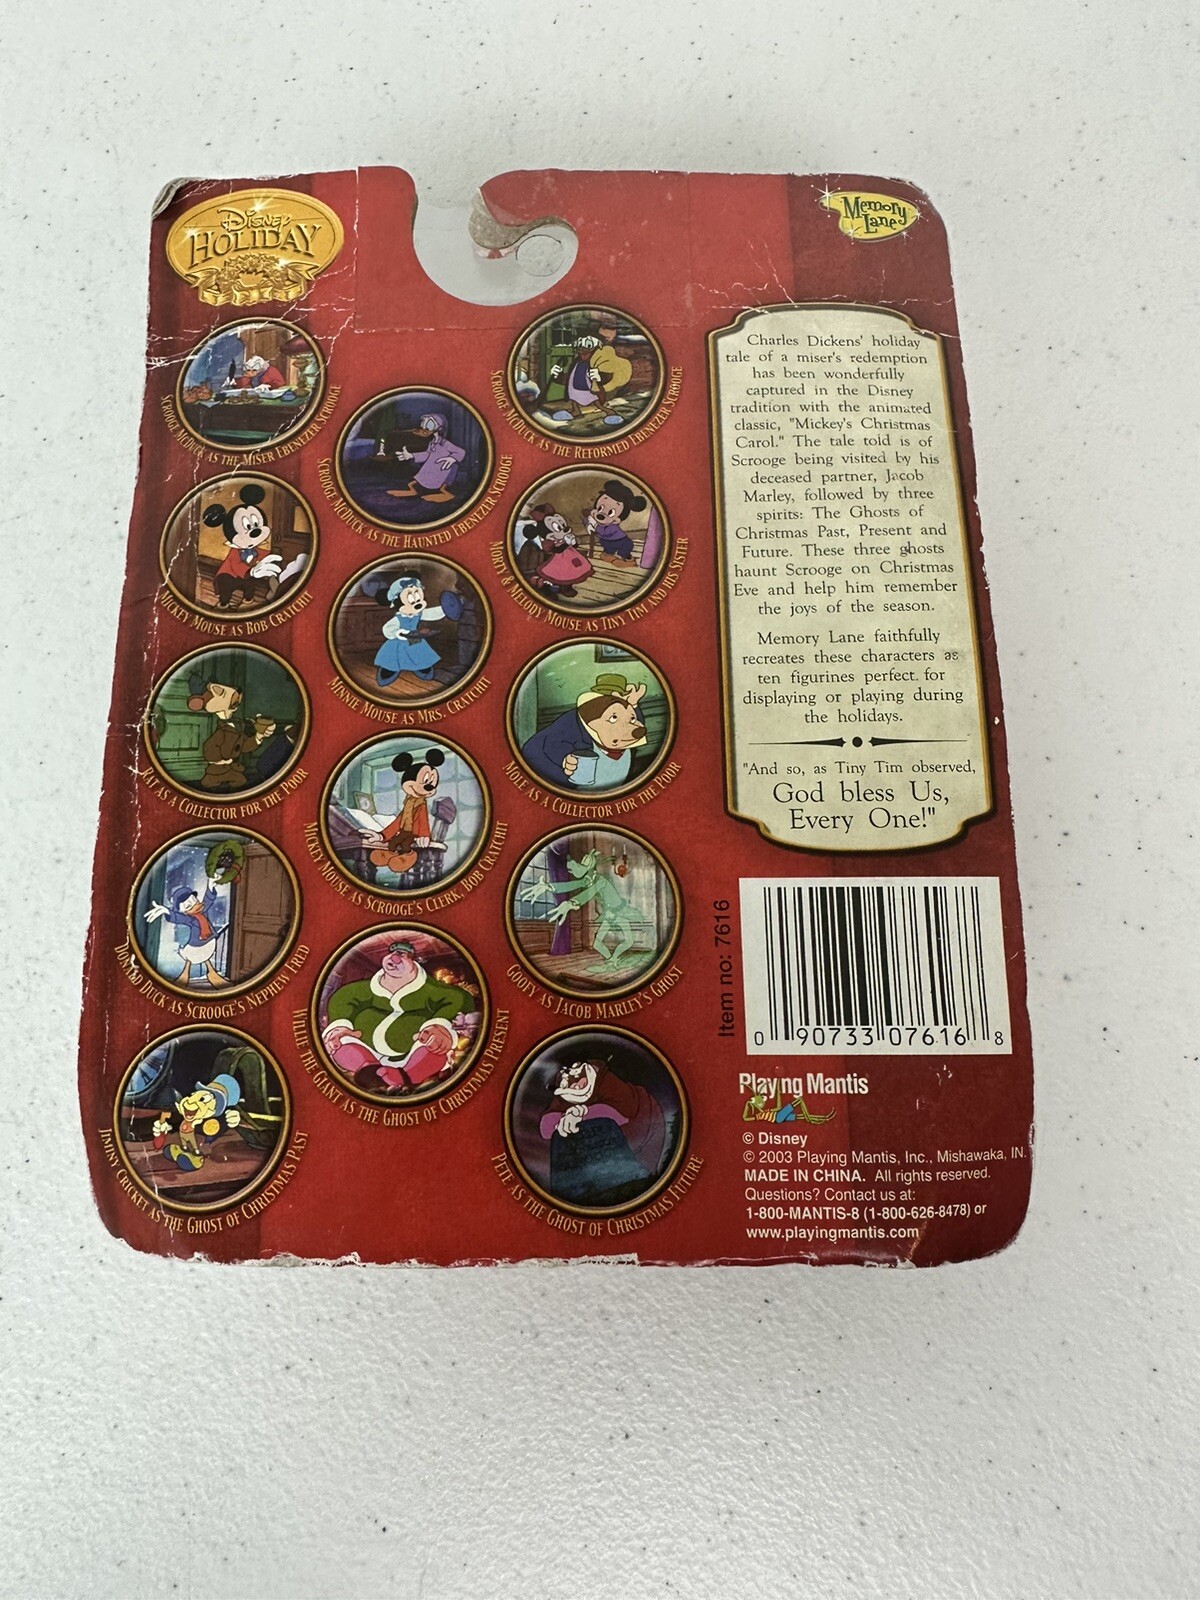 Disney
HOLIDAY
Memory
Lane
SCROOGE MCDUCK AS THE MISER EBENEZER SCROOGE
SCROOGE MCDUCK AS THE HAUNTED EBENEZER SCROOGE
SCROOGE MCDUCK AS THE REFORMED EBENEZER SCROOGE
MICKEY MOUSE AS BOB CRATCHIT
MINNIE MOUSE AS MRS. CRATCHIT
MORTY & MELODY MOUSE AS TINY TIM AND HIS SISTER
RAT AS A COLLECTOR FOR THE POOR
MICKEY MOUSE AS SCROOGE'S CLERK, BOB CRATCHIT
MOLE AS A COLLECTOR FOR THE POOR
DONALD DUCK AS SCROOGE'S NEPHEW FRED
WILLIE THE GIANT AS THE GHOST OF CHRISTMAS PRESENT
GOOFY AS JACOB MARLEY'S GHOST
JIMINY CRICKET AS THE GHOST OF CHRISTMAS PAST
PETE AS THE GHOST OF CHRISTMAS FUTURE
Charles Dickens' holiday
tale of a miser's redemption
has been wonderfully
captured in the Disney
tradition with the animated
classic, "Mickey's Christmas
Carol." The tale told is of
Scrooge being visited by his
deceased partner, Jacob
Marley, followed by three
spirits: The Ghosts of
Christmas Past, Present and
Future. These three ghosts
haunt Scrooge on Christmas
Eve and help him remember
the joys of the season.
Memory Lane faithfully
recreates these characters as
ten figurines perfect for
displaying or playing during
the holidays.
"And so, as Tiny Tim observed,
God bless Us,
Every One!"
Item no: 7616
0 90733 07616 8
Playing Mantis
© Disney
© 2003 Playing Mantis, Inc., Mishawaka, IN.
MADE IN CHINA. All rights reserved.
Questions? Contact us at:
1-800-MANTIS-8 (1-800-626-8478) or
www.playingmantis.com